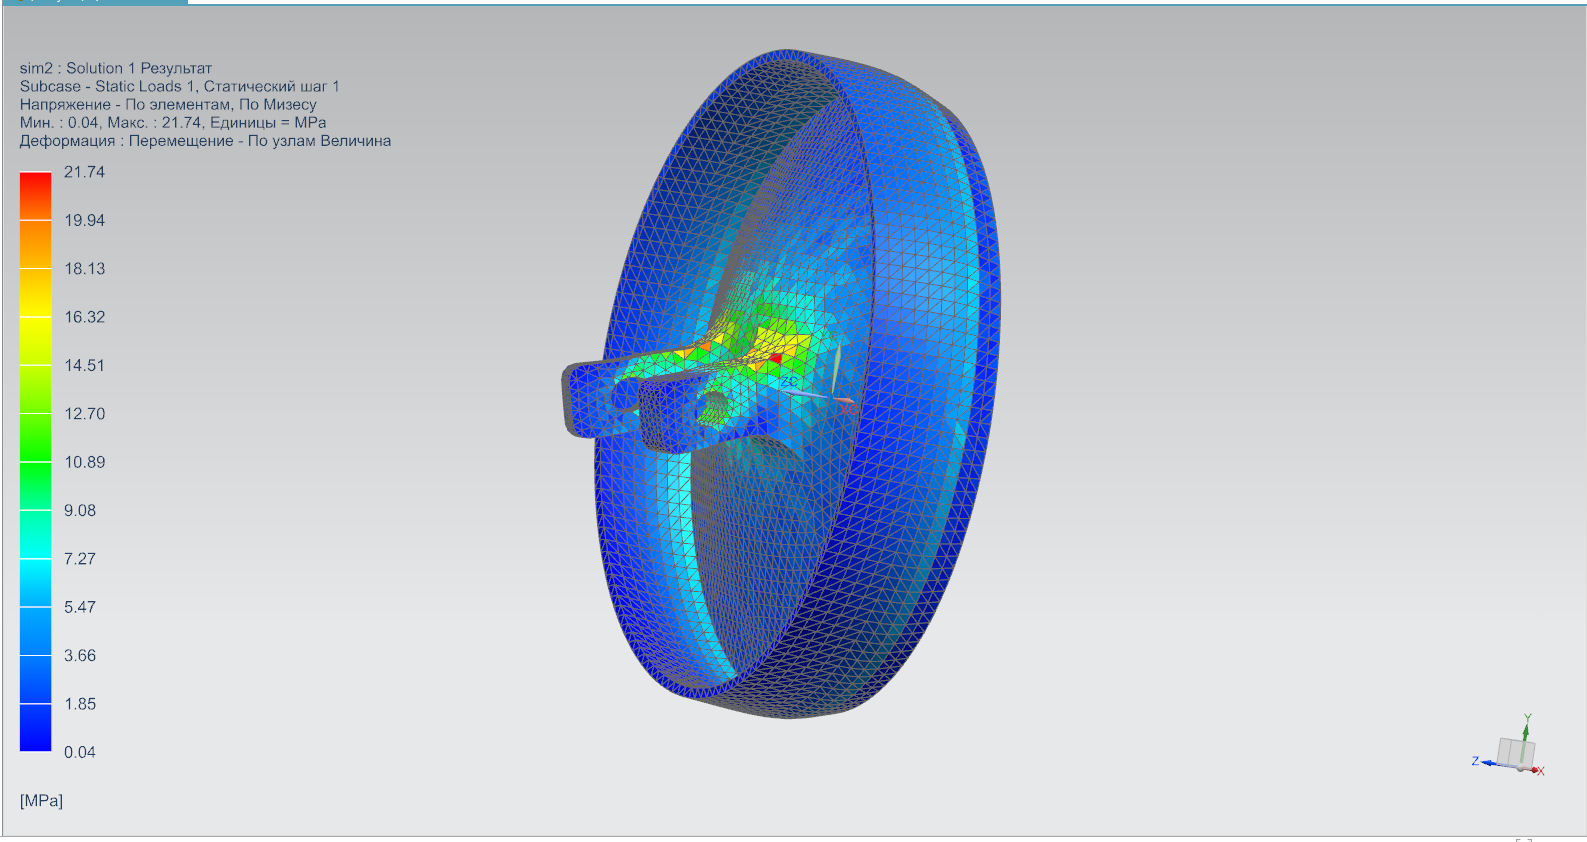 sim2 : Solution 1 Результат
Subcase - Static Loads 1, Статический шаг 1
Напряжение - По элементам, По Мизесу
Мин. : 0.04, Макс. : 21.74, Единицы = MPa
Деформация : Перемещение - По узлам Величина
21.74
19.94
18.13
16.32
14.51
12.70
10.89
9.08
7.27
5.47
3.66
1.85
0.04
[MPa]
ZC
XC
Y
Z
X